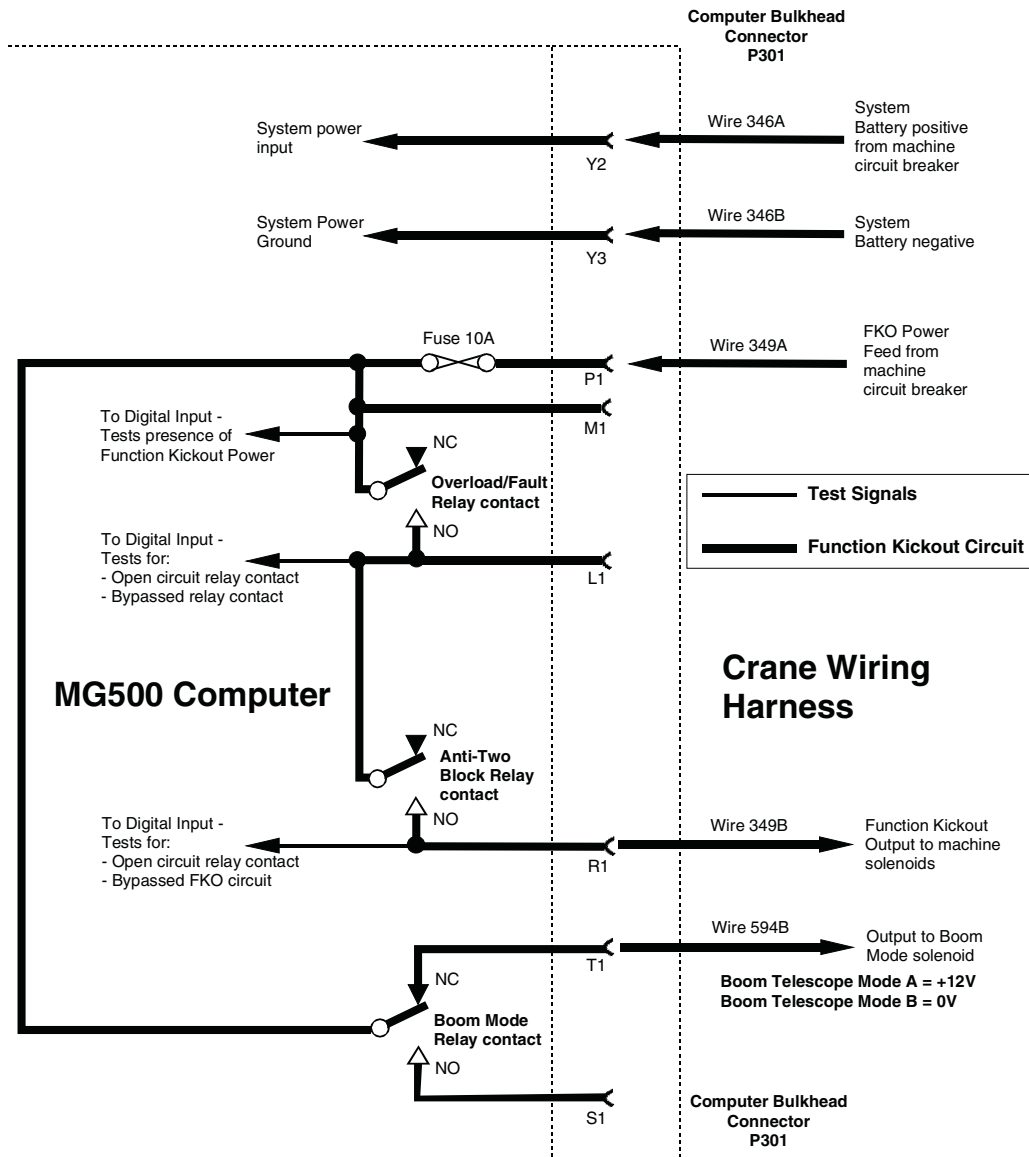 Computer Bulkhead
Connector
P301
System power
input
Y2
Wire 346A
System
Battery positive
from machine
circuit breaker
System Power
Ground
Y3
Wire 346B
System
Battery negative
Fuse 10A
P1
Wire 349A
FKO Power
Feed from
machine
circuit breaker
M1
To Digital Input -
Tests presence of
Function Kickout Power
NC
Overload/Fault
Relay contact
NO
Test Signals
Function Kickout Circuit
To Digital Input -
Tests for:
- Open circuit relay contact
- Bypassed relay contact
L1
MG500 Computer
Crane Wiring
Harness
NC
Anti-Two
Block Relay
contact
NO
To Digital Input -
Tests for:
- Open circuit relay contact
- Bypassed FKO circuit
R1
Wire 349B
Function Kickout
Output to machine
solenoids
T1
Wire 594B
Output to Boom
Mode solenoid
Boom Telescope Mode A = +12V
Boom Telescope Mode B = 0V
NC
Boom Mode
Relay contact
NO
S1
Computer Bulkhead
Connector
P301